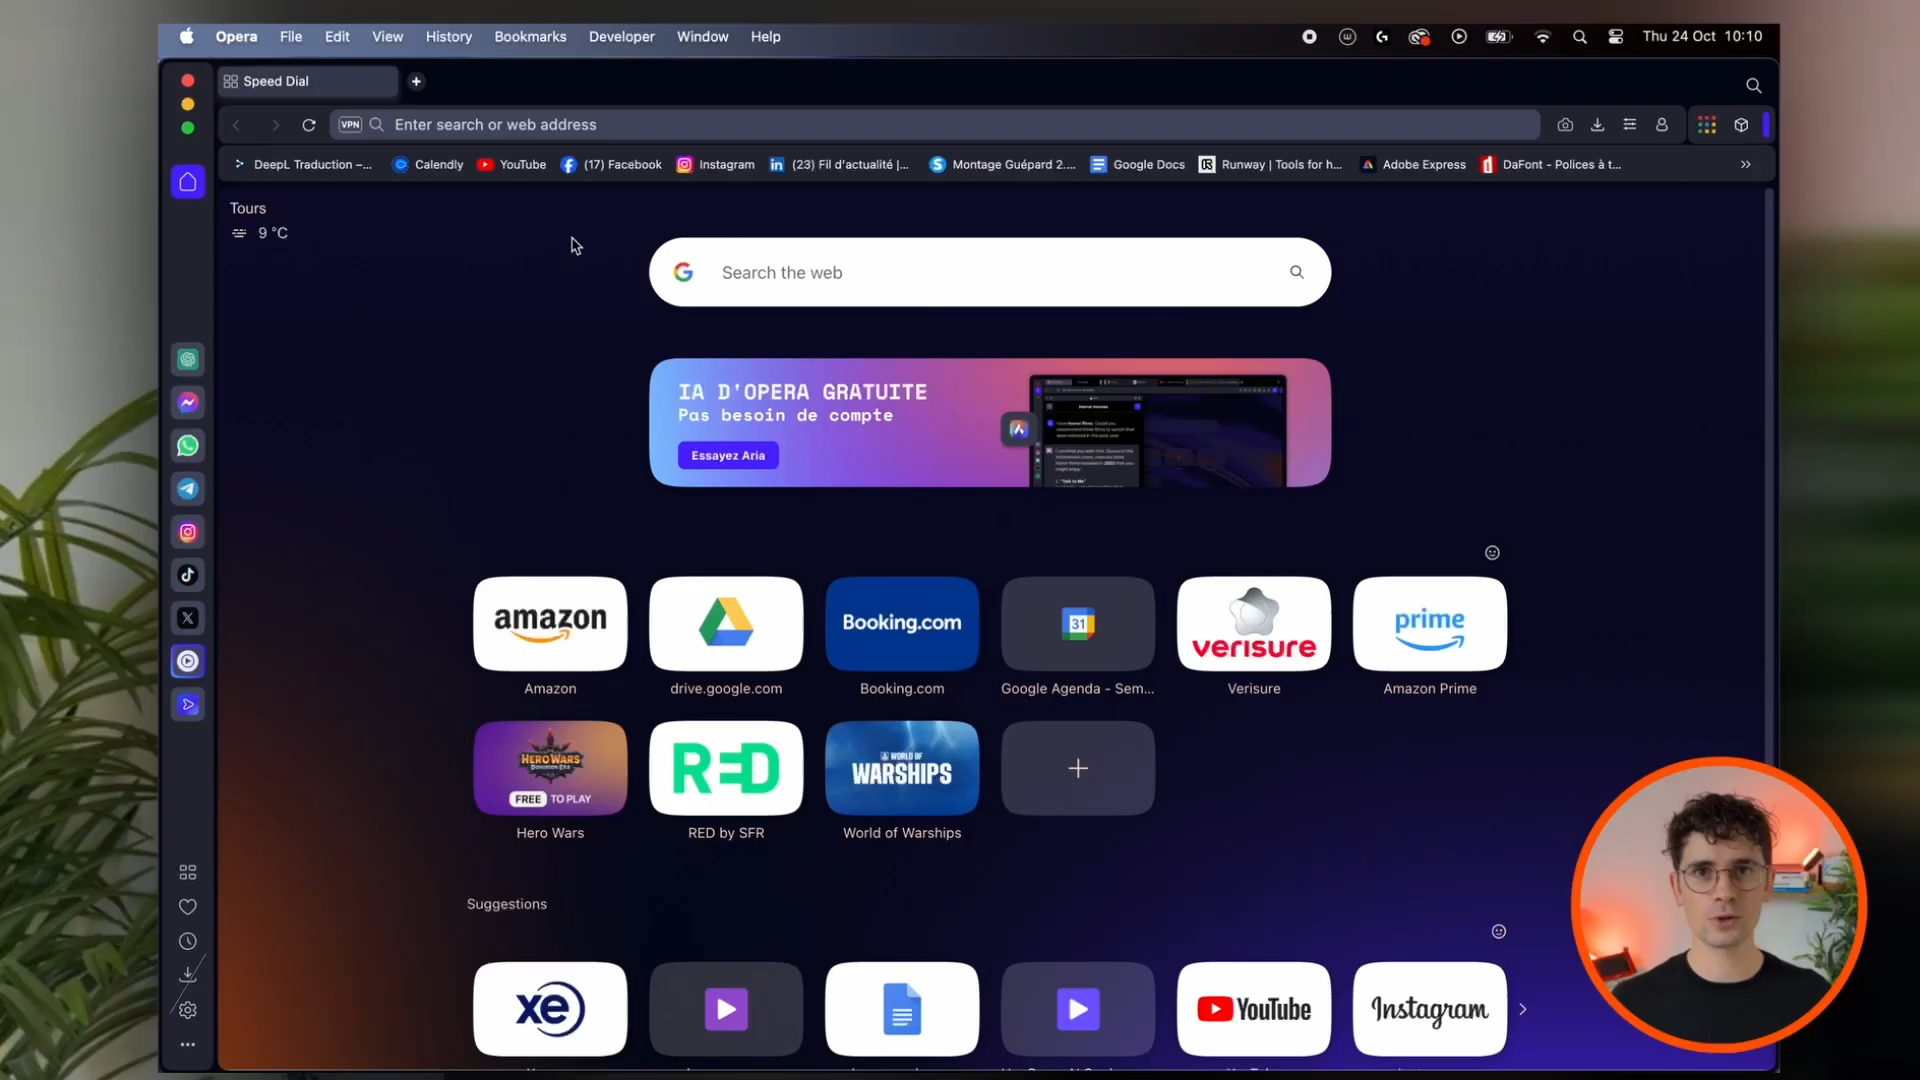 Opera File Edit View History Bookmarks Developer Window Help
Thu 24 Oct 10:10
Speed Dial
VPN Enter search or web address
DeepL Traduction –... Calendly YouTube (17) Facebook Instagram (23) Fil d'actualité |... Montage Guépard 2.... Google Docs Runway | Tools for h... Adobe Express DaFont - Polices à t...
Tours
9 °C
Search the web
IA D'OPERA GRATUITE
Pas besoin de compte
Essayez Aria
amazon
Booking.com
31
verisure
prime
Amazon
drive.google.com
Booking.com
Google Agenda - Sem...
Verisure
Amazon Prime
HERO WARS
FREE TO PLAY
RED
WORLD OF
WARSHIPS
Hero Wars
RED by SFR
World of Warships
Suggestions
xe
YouTube
Instagram